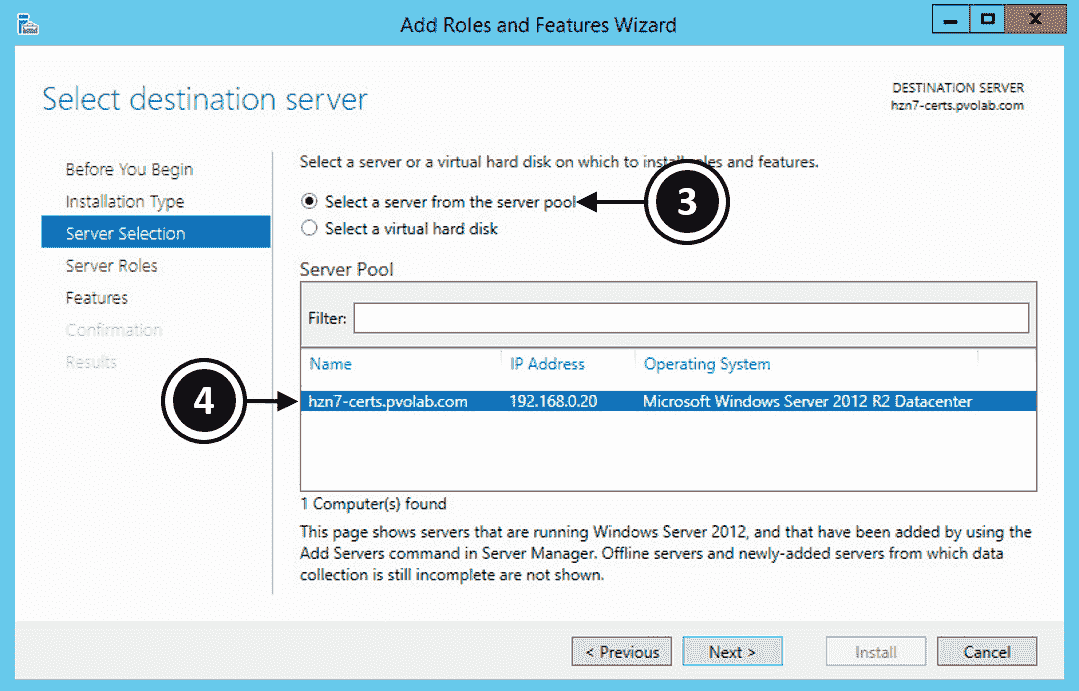 Add Roles and Features Wizard
Select destination server
DESTINATION SERVER
hzn7-certs.pvolab.com
Before You Begin
Installation Type
Server Selection
Server Roles
Features
Confirmation
Results
Select a server or a virtual hard disk on which to install roles and features.
Select a server from the server pool
3
Select a virtual hard disk
Server Pool
Filter:
Name IP Address Operating System
4
hzn7-certs.pvolab.com 192.168.0.20 Microsoft Windows Server 2012 R2 Datacenter
1 Computer(s) found
This page shows servers that are running Windows Server 2012, and that have been added by using the
Add Servers command in Server Manager. Offline servers and newly-added servers from which data
collection is still incomplete are not shown.
< Previous Next > Install Cancel